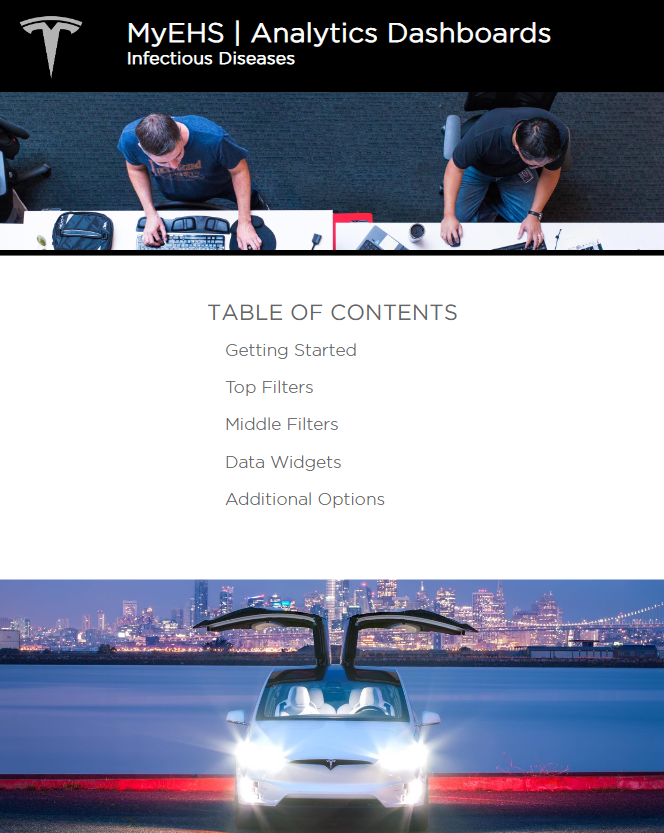 MyEHS | Analytics Dashboards
Infectious Diseases
TABLE OF CONTENTS
Getting Started
Top Filters
Middle Filters
Data Widgets
Additional Options